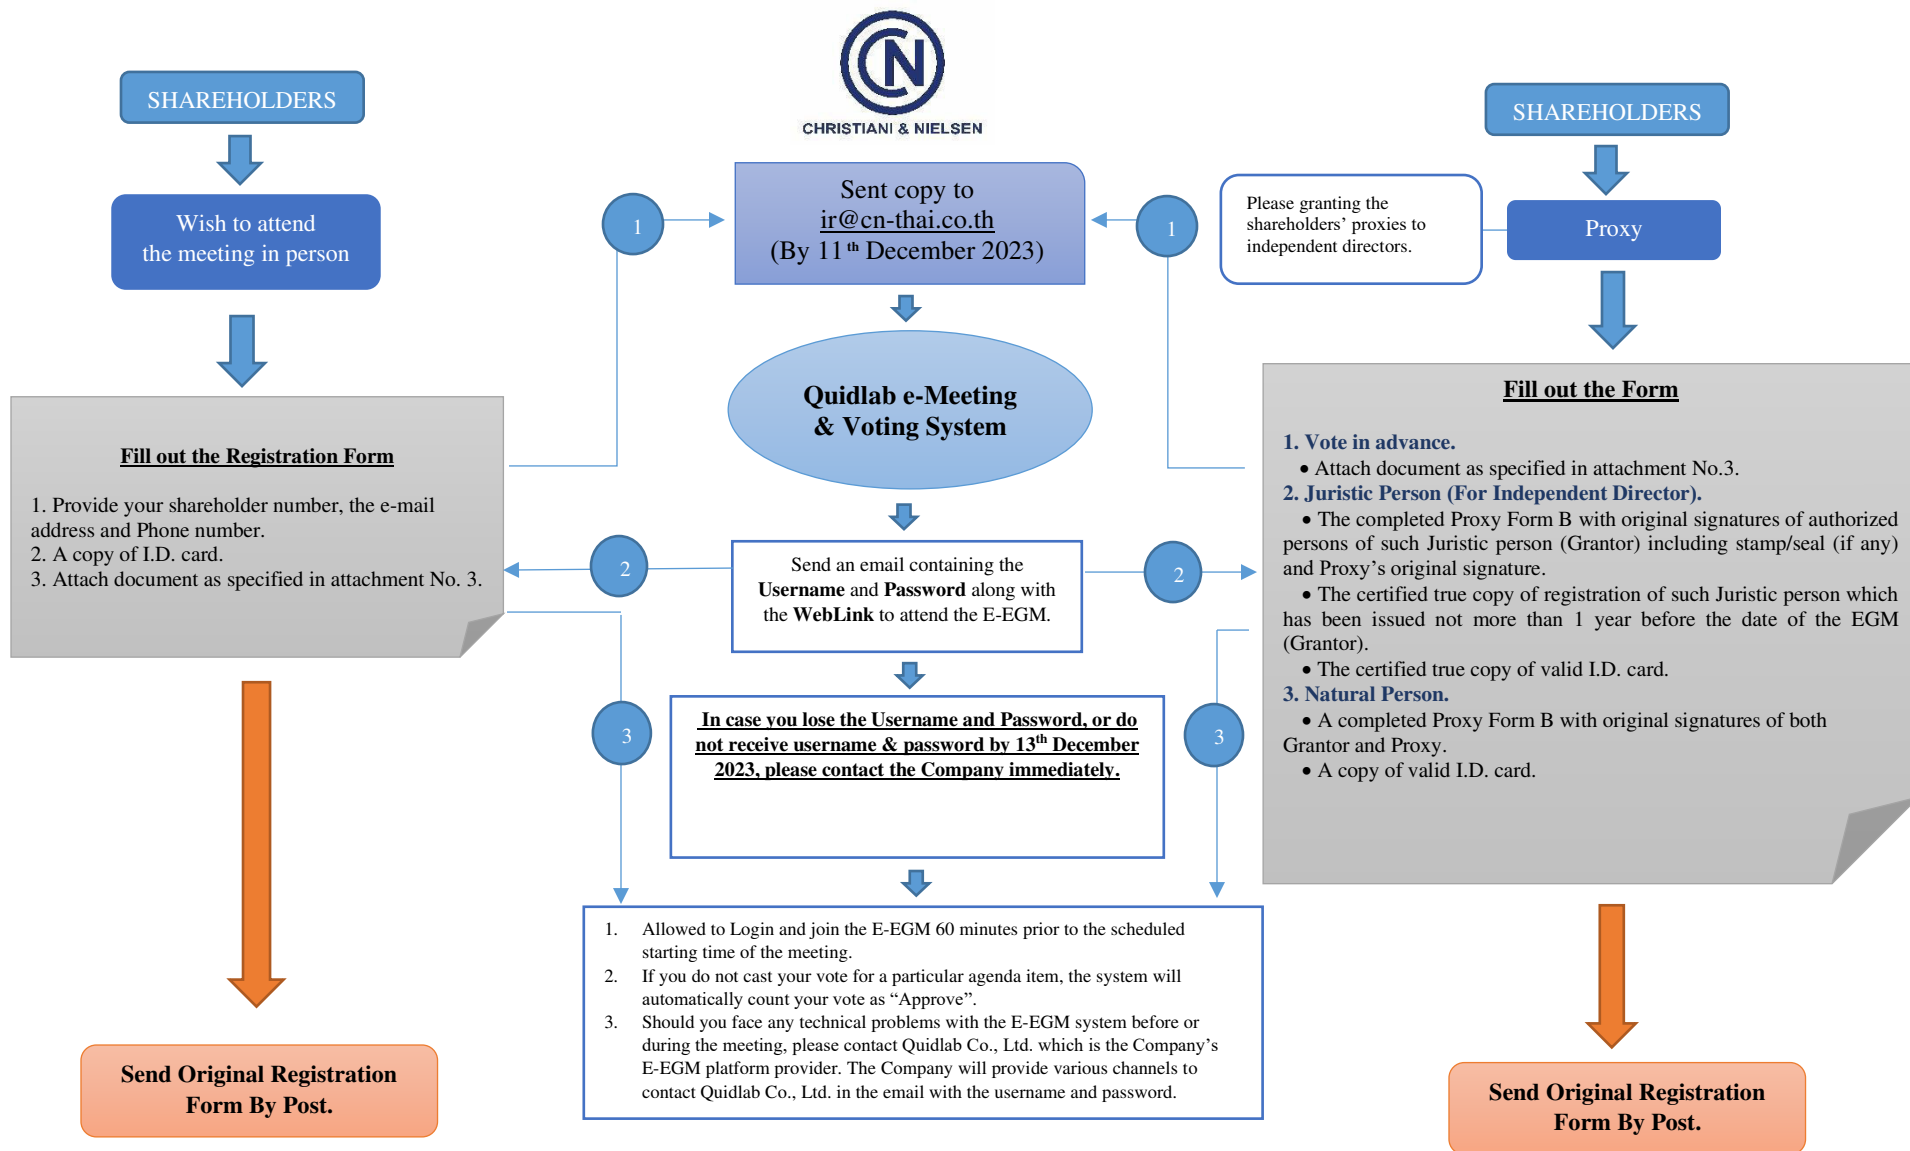 CN
CHRISTIANI & NIELSEN
SHAREHOLDERS
Wish to attend
the meeting in person
Fill out the Registration Form
1. Provide your shareholder number, the e-mail
address and Phone number.
2. A copy of I.D. card.
3. Attach document as specified in attachment No. 3.
Send Original Registration
Form By Post.
1
2
3
Sent copy to
ir@cn-thai.co.th
(By 11th December 2023)
Quidlab e-Meeting
& Voting System
Send an email containing the
Username and Password along with
the WebLink to attend the E-EGM.
In case you lose the Username and Password, or do
not receive username & password by 13th December
2023, please contact the Company immediately.
1. Allowed to Login and join the E-EGM 60 minutes prior to the scheduled
starting time of the meeting.
2. If you do not cast your vote for a particular agenda item, the system will
automatically count your vote as “Approve”.
3. Should you face any technical problems with the E-EGM system before or
during the meeting, please contact Quidlab Co., Ltd. which is the Company’s
E-EGM platform provider. The Company will provide various channels to
contact Quidlab Co., Ltd. in the email with the username and password.
1
2
3
SHAREHOLDERS
Please granting the
shareholders’ proxies to
independent directors.
Proxy
Fill out the Form
1. Vote in advance.
• Attach document as specified in attachment No.3.
2. Juristic Person (For Independent Director).
• The completed Proxy Form B with original signatures of authorized
persons of such Juristic person (Grantor) including stamp/seal (if any)
and Proxy’s original signature.
• The certified true copy of registration of such Juristic person which
has been issued not more than 1 year before the date of the EGM
(Grantor).
• The certified true copy of valid I.D. card.
3. Natural Person.
• A completed Proxy Form B with original signatures of both
Grantor and Proxy.
• A copy of valid I.D. card.
Send Original Registration
Form By Post.